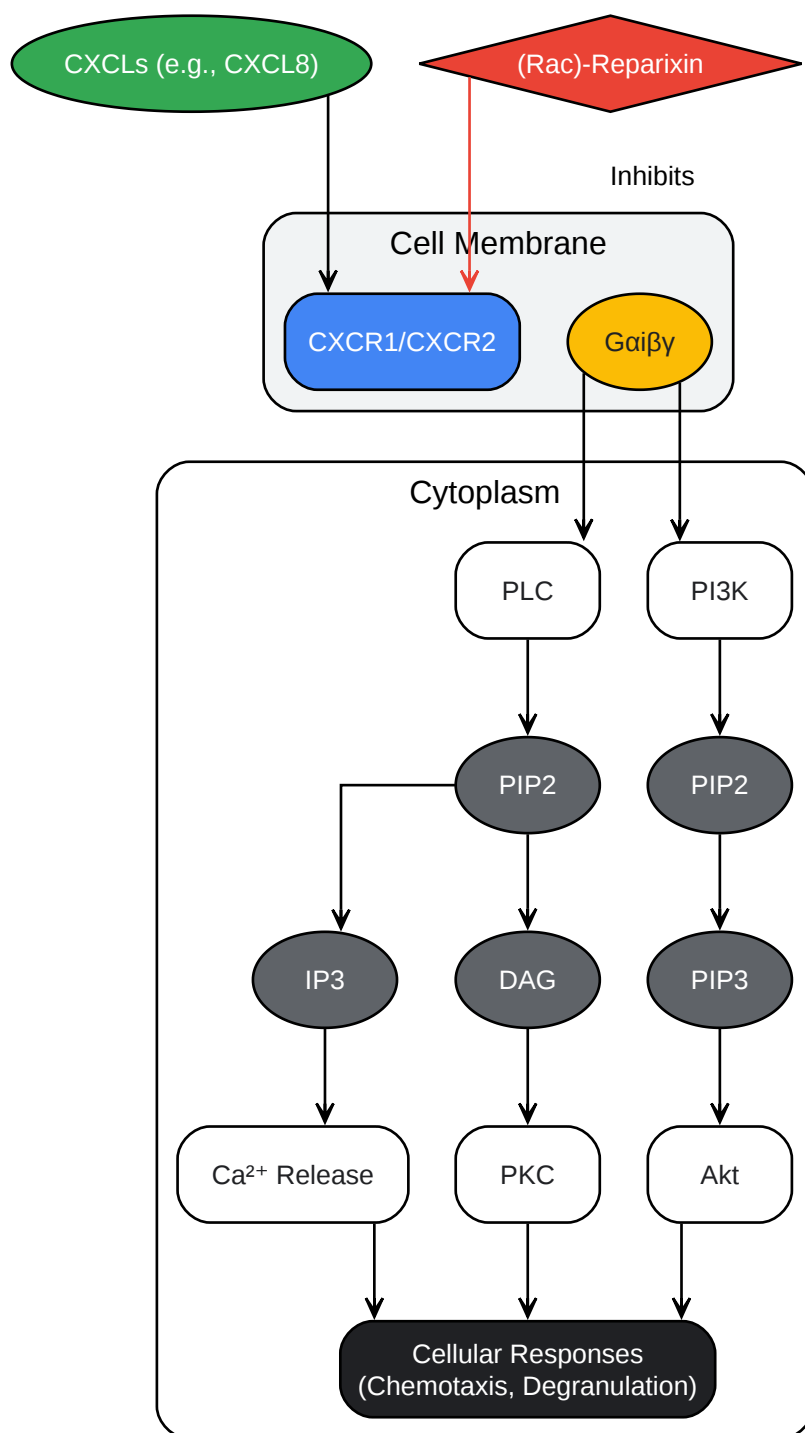 CXCLs (e.g., CXCL8)
(Rac)-Reparixin
Inhibits
Cell Membrane
CXCR1/CXCR2
Gαiβγ
Cytoplasm
PLC
PI3K
PIP2
PIP2
IP3
DAG
PIP3
Ca²⁺ Release
PKC
Akt
Cellular Responses
(Chemotaxis, Degranulation)